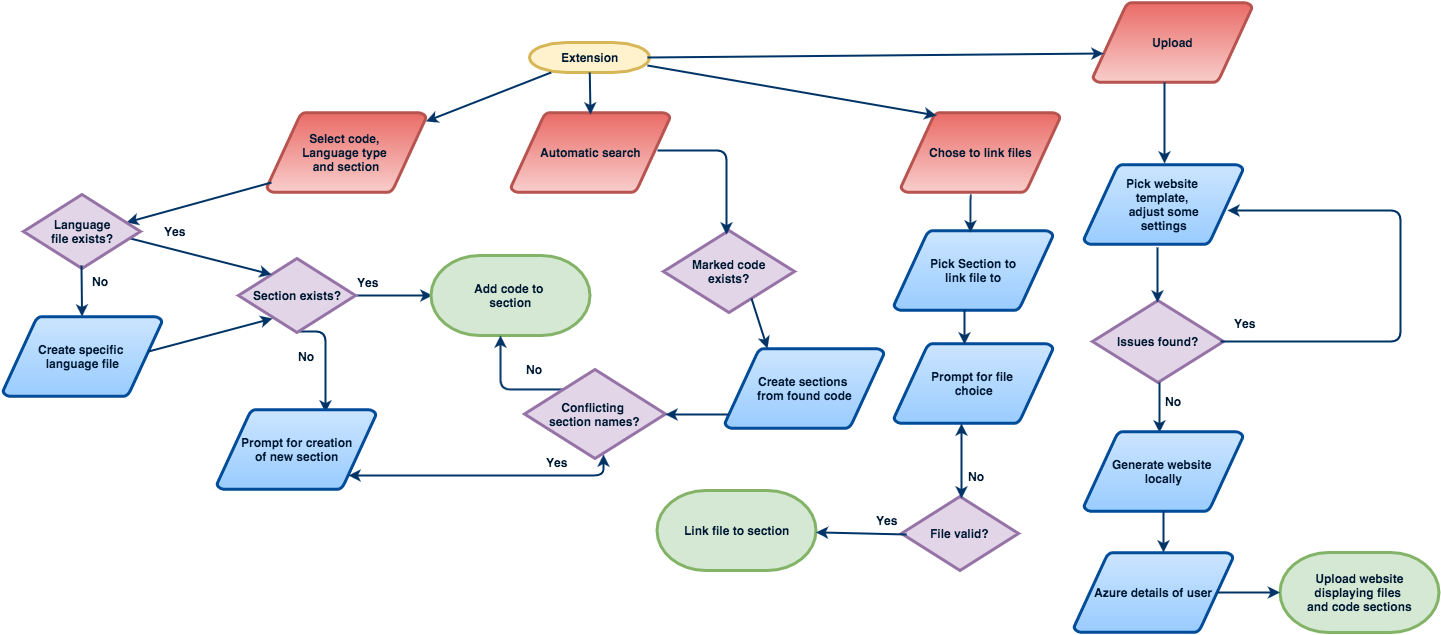 Upload
Extension
Select code,
Language type
and section
Automatic search
Chose to link files
Pick website
template,
adjust some
settings
Language
file exists?
Yes
No
Section exists?
Yes
No
Add code to
section
Marked code
exists?
Pick Section to
link file to
Create specific
language file
Create sections
from found code
Prompt for file
choice
Issues found?
Yes
No
Conflicting
section names?
No
Yes
Prompt for creation
of new section
Generate website
locally
No
File valid?
Yes
Link file to section
Azure details of user
Upload website
displaying files
and code sections